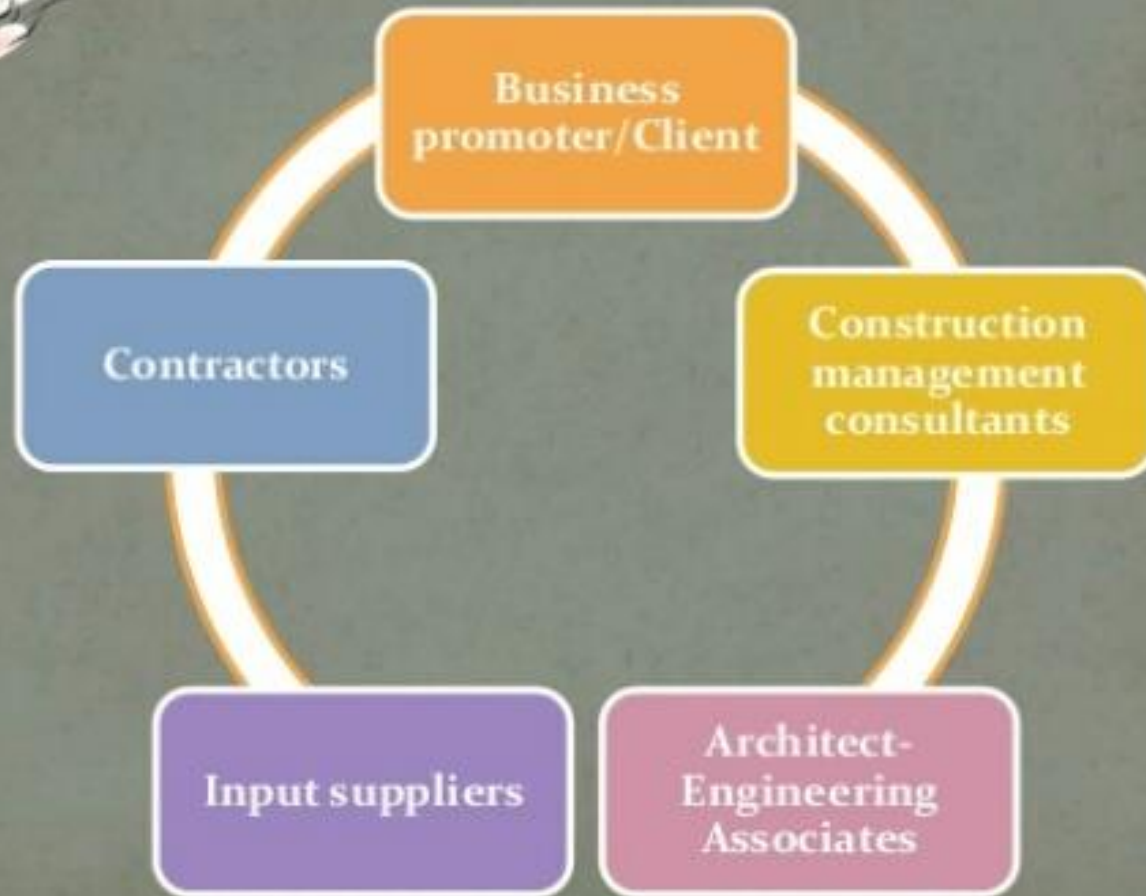 Business
promoter/Client
Construction
management
consultants
Architect-
Engineering
Associates
Input suppliers
Contractors